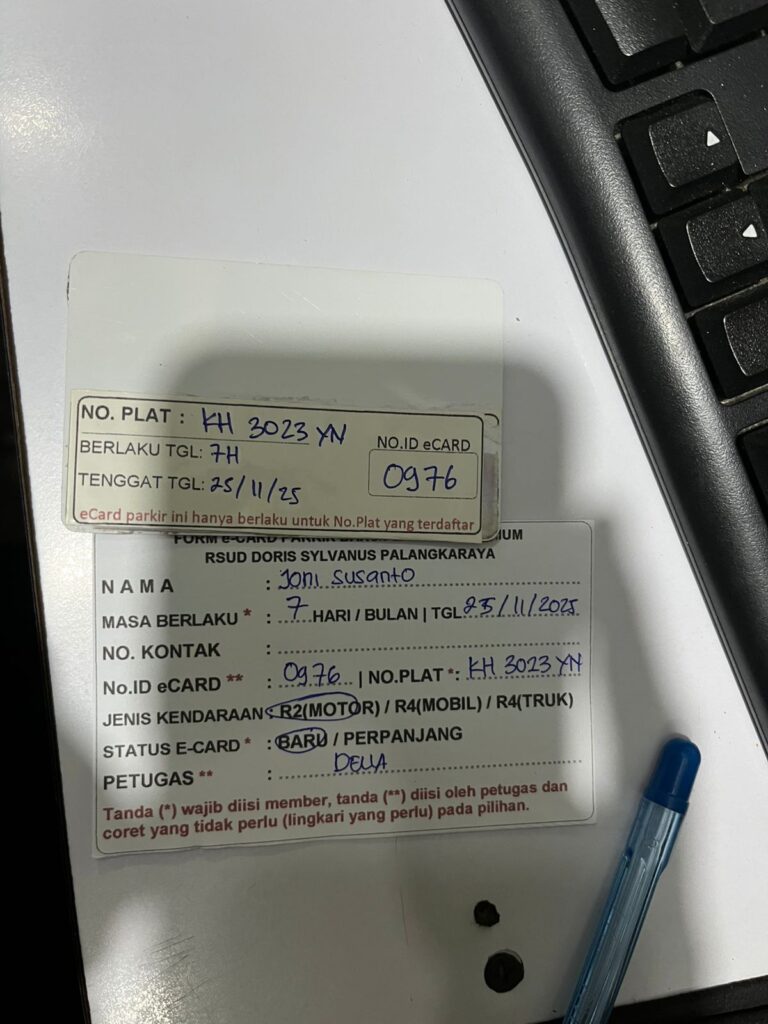 NO. PLAT : KH 3023 YN
BERLAKU TGL: 7H
NO.ID eCARD
TENGGAT TGL: 25/11/25
0976
eCard parkir ini hanya berlaku untuk No.Plat yang terdaftar
FORM e-CARD PARKIR
RSUD DORIS SYLVANUS PALANGKARAYA
NAMA : Joni Susanto
MASA BERLAKU * : 7 HARI / BULAN | TGL 25/11/2025
NO. KONTAK :
No.ID eCARD ** : 0976 | NO.PLAT *: KH 3023 YN
JENIS KENDARAAN : R2(MOTOR) / R4(MOBIL) / R4(TRUK)
STATUS E-CARD * : BARU / PERPANJANG
PETUGAS ** : DELLA
Tanda (*) wajib diisi member, tanda (**) diisi oleh petugas dan
coret yang tidak perlu (lingkari yang perlu) pada pilihan.